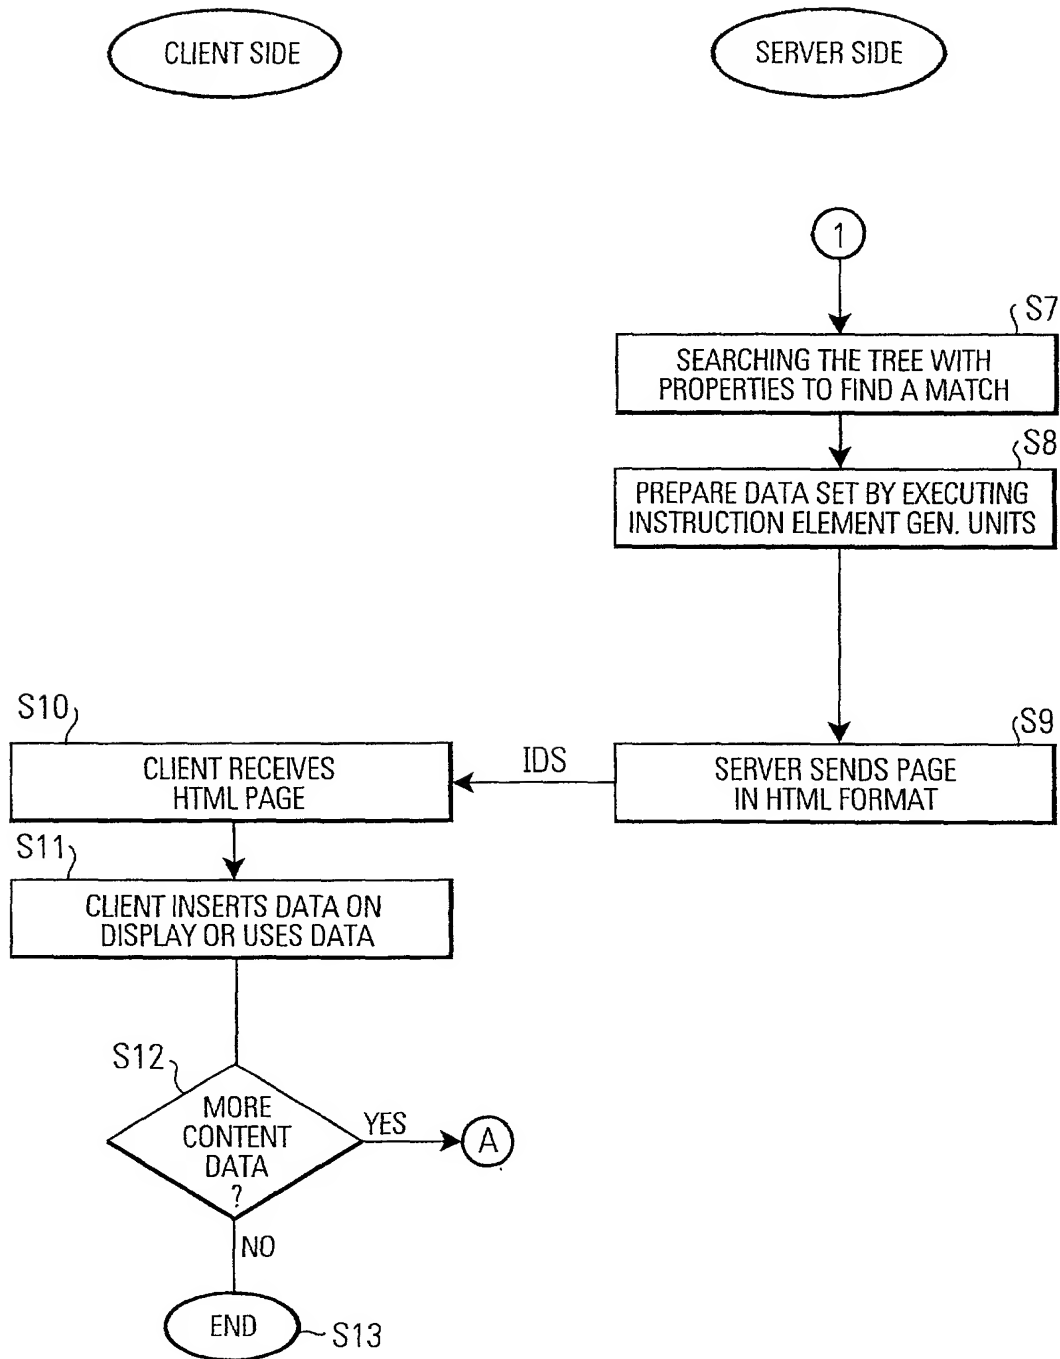 CLIENT SIDE
SERVER SIDE
1
S7
SEARCHING THE TREE WITH
PROPERTIES TO FIND A MATCH
S8
PREPARE DATA SET BY EXECUTING
INSTRUCTION ELEMENT GEN. UNITS
S10
S9
CLIENT RECEIVES
HTML PAGE
IDS
SERVER SENDS PAGE
IN HTML FORMAT
S11
CLIENT INSERTS DATA ON
DISPLAY OR USES DATA
S12
MORE
CONTENT
DATA
?
YES
A
NO
END
S13